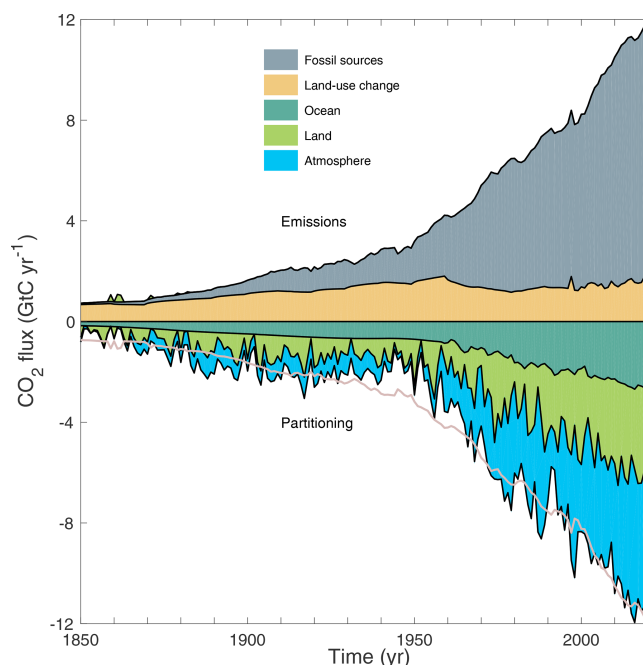 12
8
4
0
-4
-8
-12
CO2 flux (GtC yr-1)
Fossil sources
Land-use change
Ocean
Land
Atmosphere
Emissions
Partitioning
1850
1900
1950
2000
Time (yr)